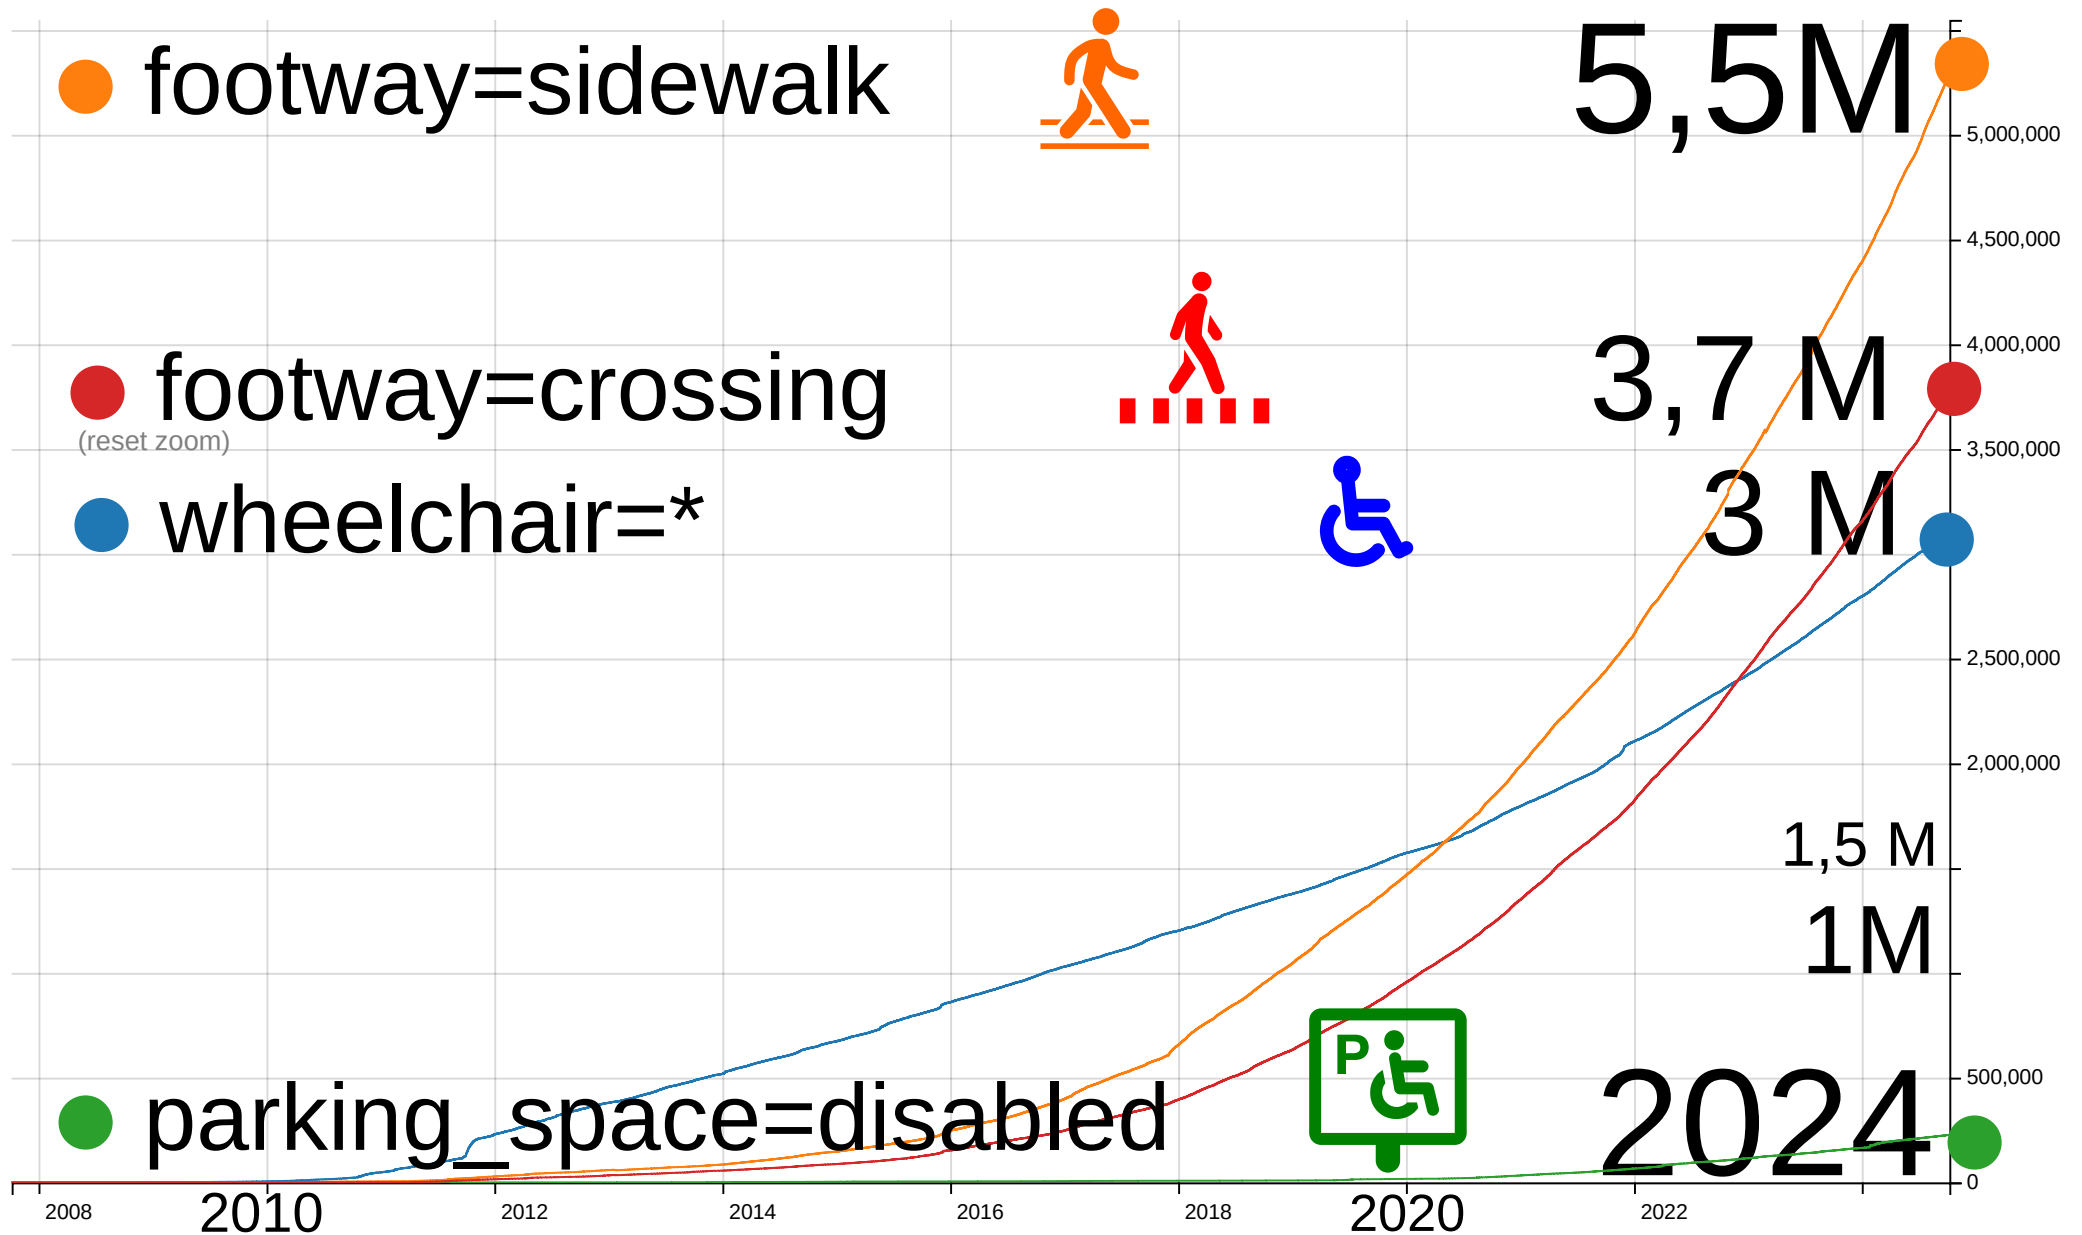 footway=sidewalk
5,5M
5,000,000
4,500,000
4,000,000
footway=crossing
3,7 M
(reset zoom)
3,500,000
wheelchair=*
3 M
2,500,000
2,000,000
1,5 M
1M
P
500,000
parking_space=disabled
2024
0
2008 2010 2012 2014 2016 2018 2020 2022